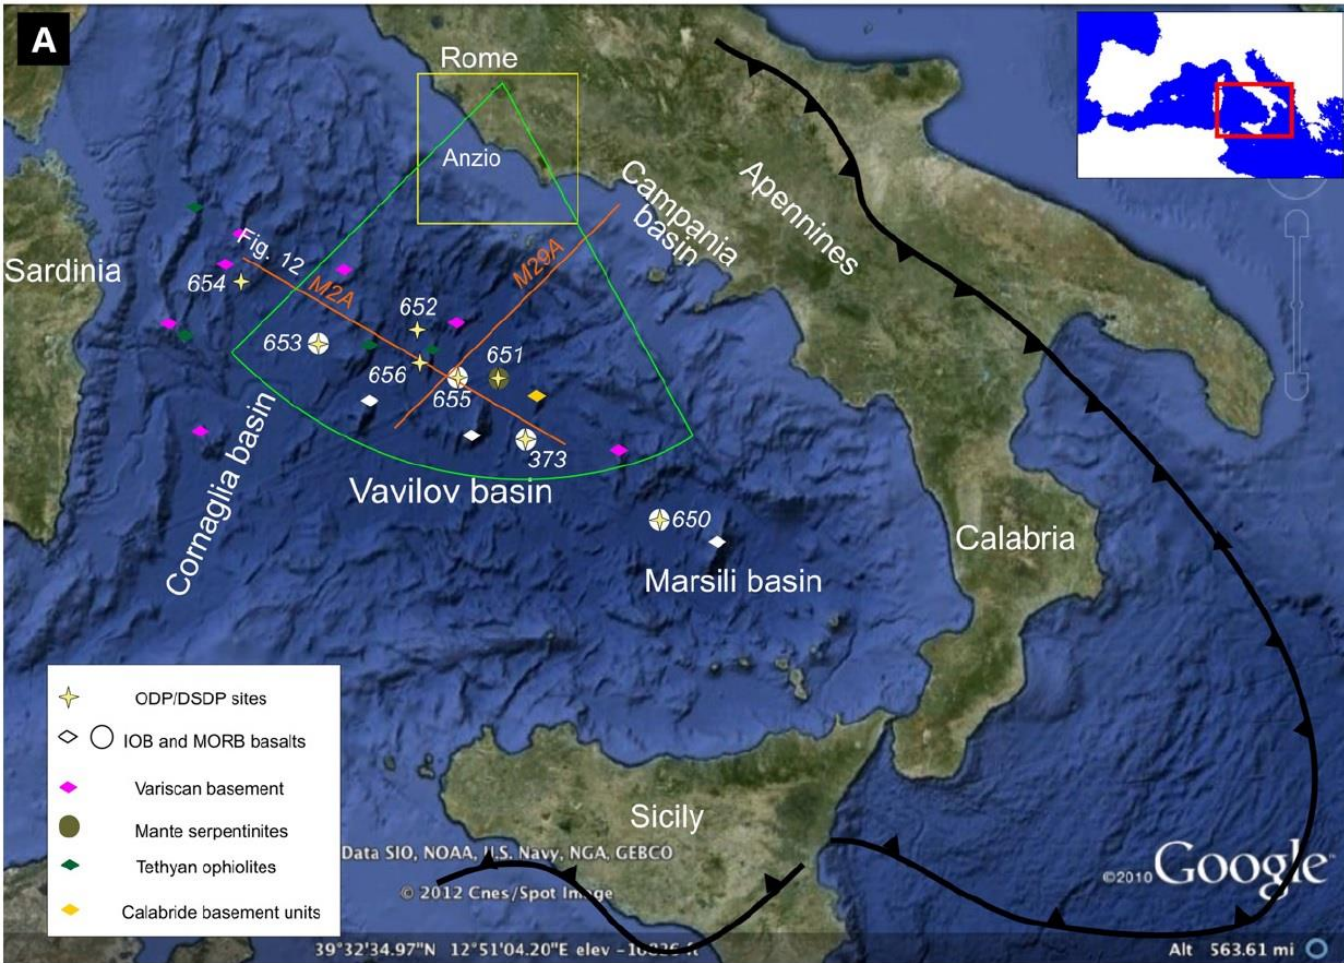 A
Rome
Anzio
Campania
basin
Apennines
Sardinia
Fig. 12
M2A
M29A
654
652
653
656
651
655
373
Cornaglia basin
Vavilov basin
650
Marsili basin
Calabria
Sicily
ODP/DSDP sites
IOB and MORB basalts
Variscan basement
Mante serpentinites
Tethyan ophiolites
Calabride basement units
Data SIO, NOAA, U.S. Navy, NGA, GEBCO
© 2012 Cnes/Spot Image
©2010 Google
39°32'34.97"N 12°51'04.20"E elev ft
Alt 563.61 mi